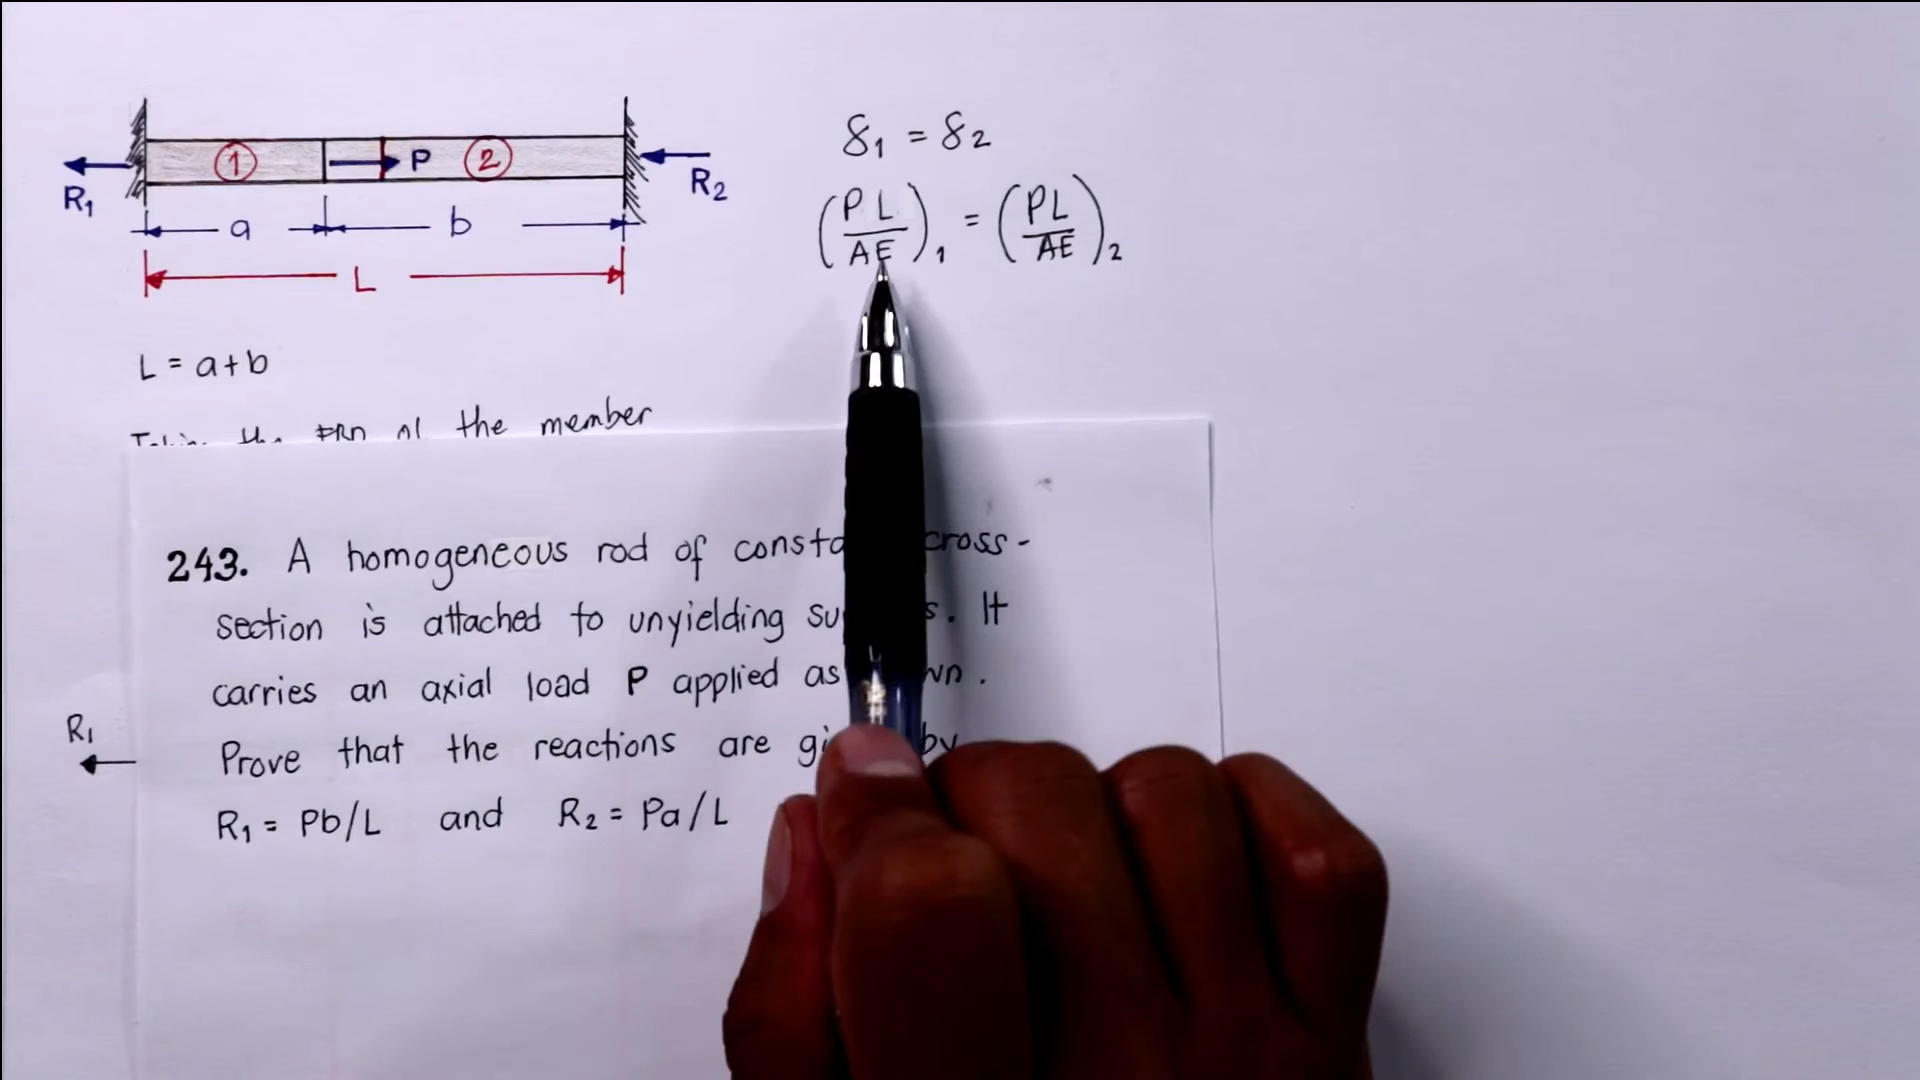 1 P 2
R₁ R₂
a b
L
L = a+b
the member
δ₁ = δ₂
(PL/AE)₁ = (PL/AE)₂
243. A homogeneous rod of cross-
section is attached to unyielding It
carries an axial load P applied as
Prove that the reactions are by
R₁ = Pb/L and R₂ = Pa/L
R₁